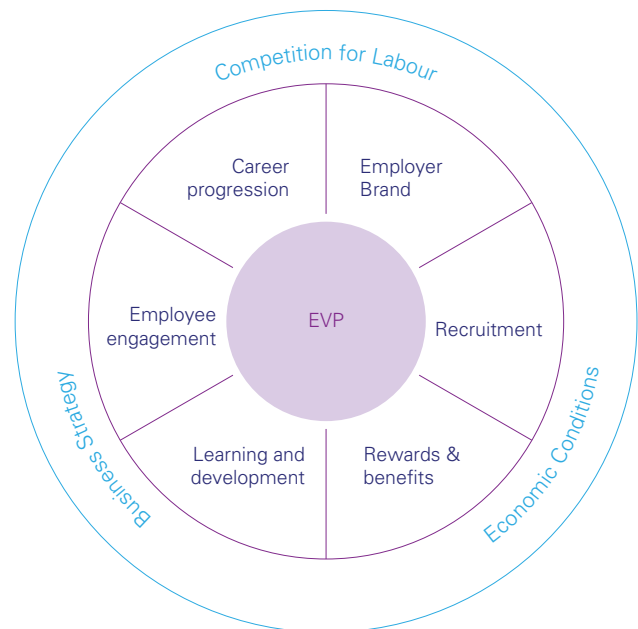 Competition for Labour
Career
progression
Employer
Brand
Employee
engagement
EVP
Recruitment
Learning and
development
Rewards &
benefits
Business Strategy
Economic Conditions